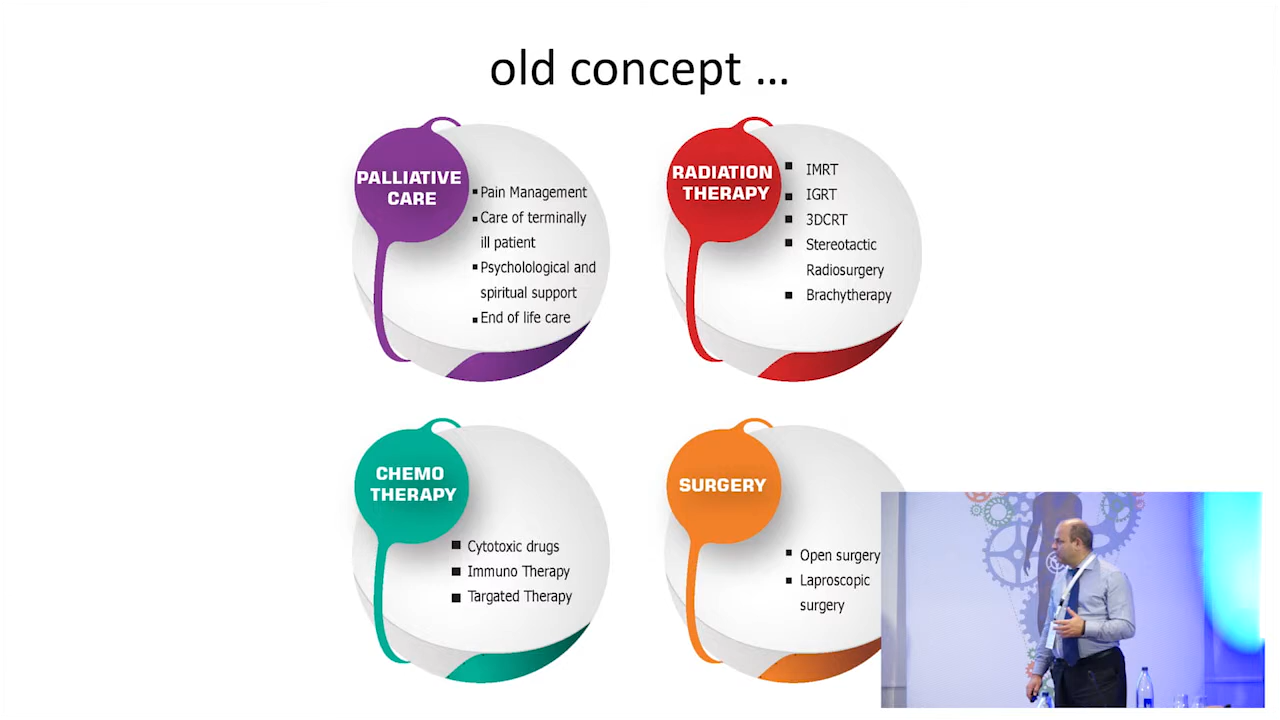 old concept ...
PALLIATIVE
CARE
▪ Pain Management
▪ Care of terminally
ill patient
▪ Psycholological and
spiritual support
▪ End of life care
RADIATION
THERAPY
▪ IMRT
▪ IGRT
▪ 3DCRT
▪ Stereotactic
Radiosurgery
▪ Brachytherapy
CHEMO
THERAPY
▪ Cytotoxic drugs
▪ Immuno Therapy
▪ Targated Therapy
SURGERY
▪ Open surgery
▪ Laproscopic
surgery